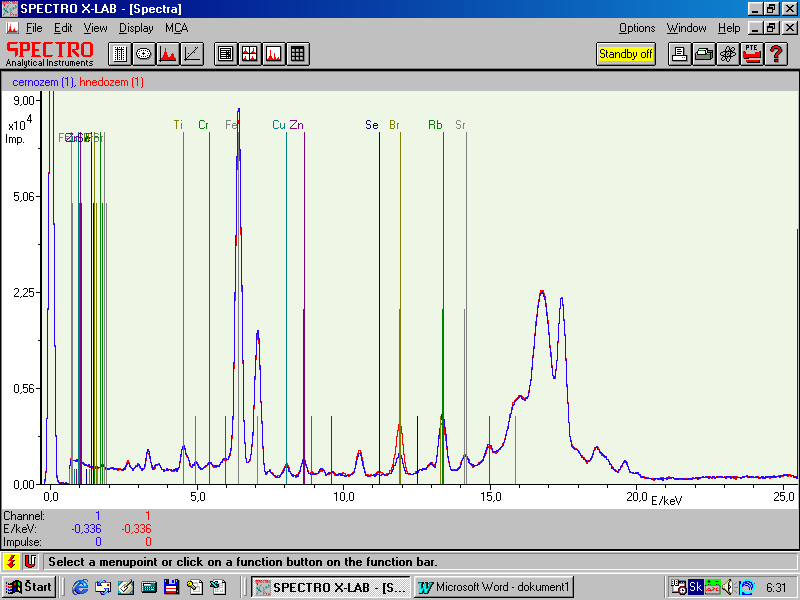 SPECTRO X-LAB - [Spectra]
File Edit View Display MCA Options Window Help
SPECTRO
Analytical Instruments
Standby off
PTE
cernozem (1), hnedozem (1)
9,00
x10^4
Imp.
Ti Cr Fe Cu Zn Se Br Rb Sr
5,06
2,25
0,56
0,00
0,0 5,0 10,0 15,0 20,0 E/keV 25,0
Channel: 1 1
E/keV: -0,336 -0,336
Impulse: 0 0
Select a menupoint or click on a function button on the function bar.
Štart SPECTRO X-LAB - [S... Microsoft Word - dokument1 Sk 6:31